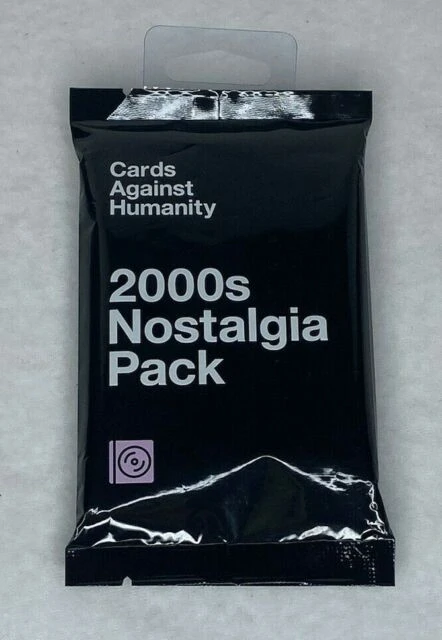 Cards
Against
Humanity
2000s
Nostalgia
Pack